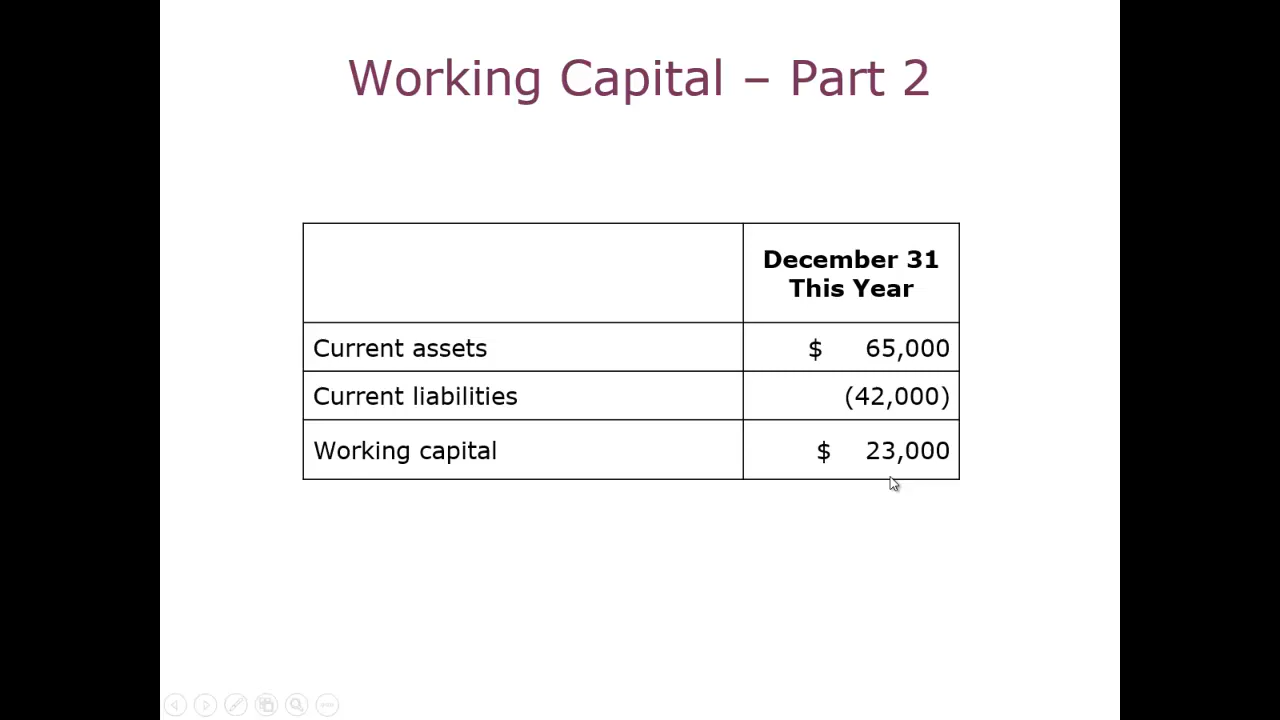 Working Capital – Part 2
December 31
This Year
Current assets $ 65,000
Current liabilities (42,000)
Working capital $ 23,000